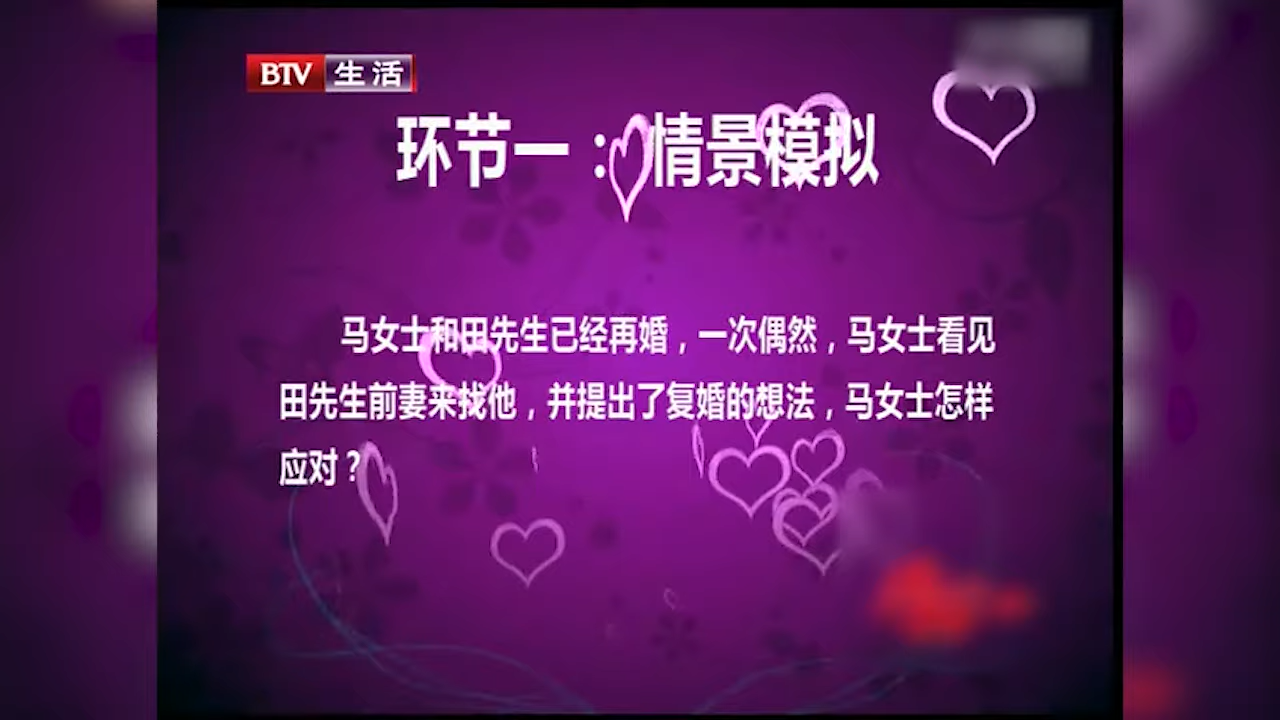 BTV 生活
环节一：情景模拟
马女士和田先生已经再婚，一次偶然，马女士看见
田先生前妻来找他，并提出了复婚的想法，马女士怎样
应对？